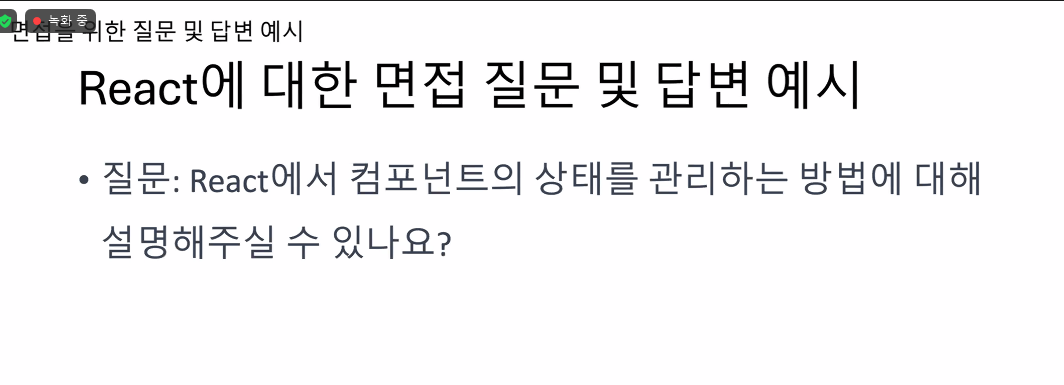 녹화 중
면접을 위한 질문 및 답변 예시
React에 대한 면접 질문 및 답변 예시
• 질문: React에서 컴포넌트의 상태를 관리하는 방법에 대해
설명해주실 수 있나요?